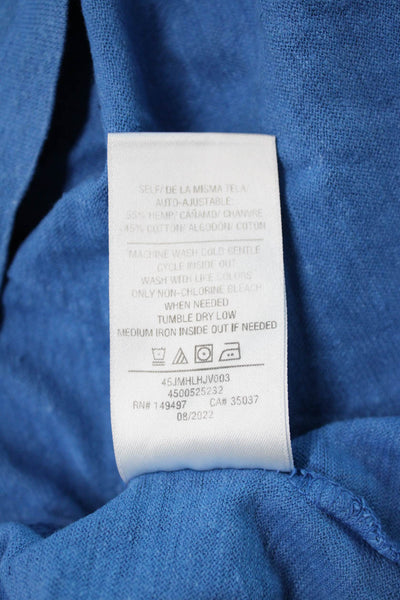 SELF/ DE LA MISMA TELA/
AUTO-AJUSTABLE:
55% HEMP/ CAÑAMO/ CHANVRE
45% COTTON/ ALGODÓN/ COTON
MACHINE WASH COLD GENTLE
CYCLE INSIDE OUT
WASH WITH LIKE COLORS
ONLY NON-CHLORINE BLEACH
WHEN NEEDED
TUMBLE DRY LOW
MEDIUM IRON INSIDE OUT IF NEEDED
45JMHLHJV003
4500525232
RN# 149497 CA# 35037
08/2022